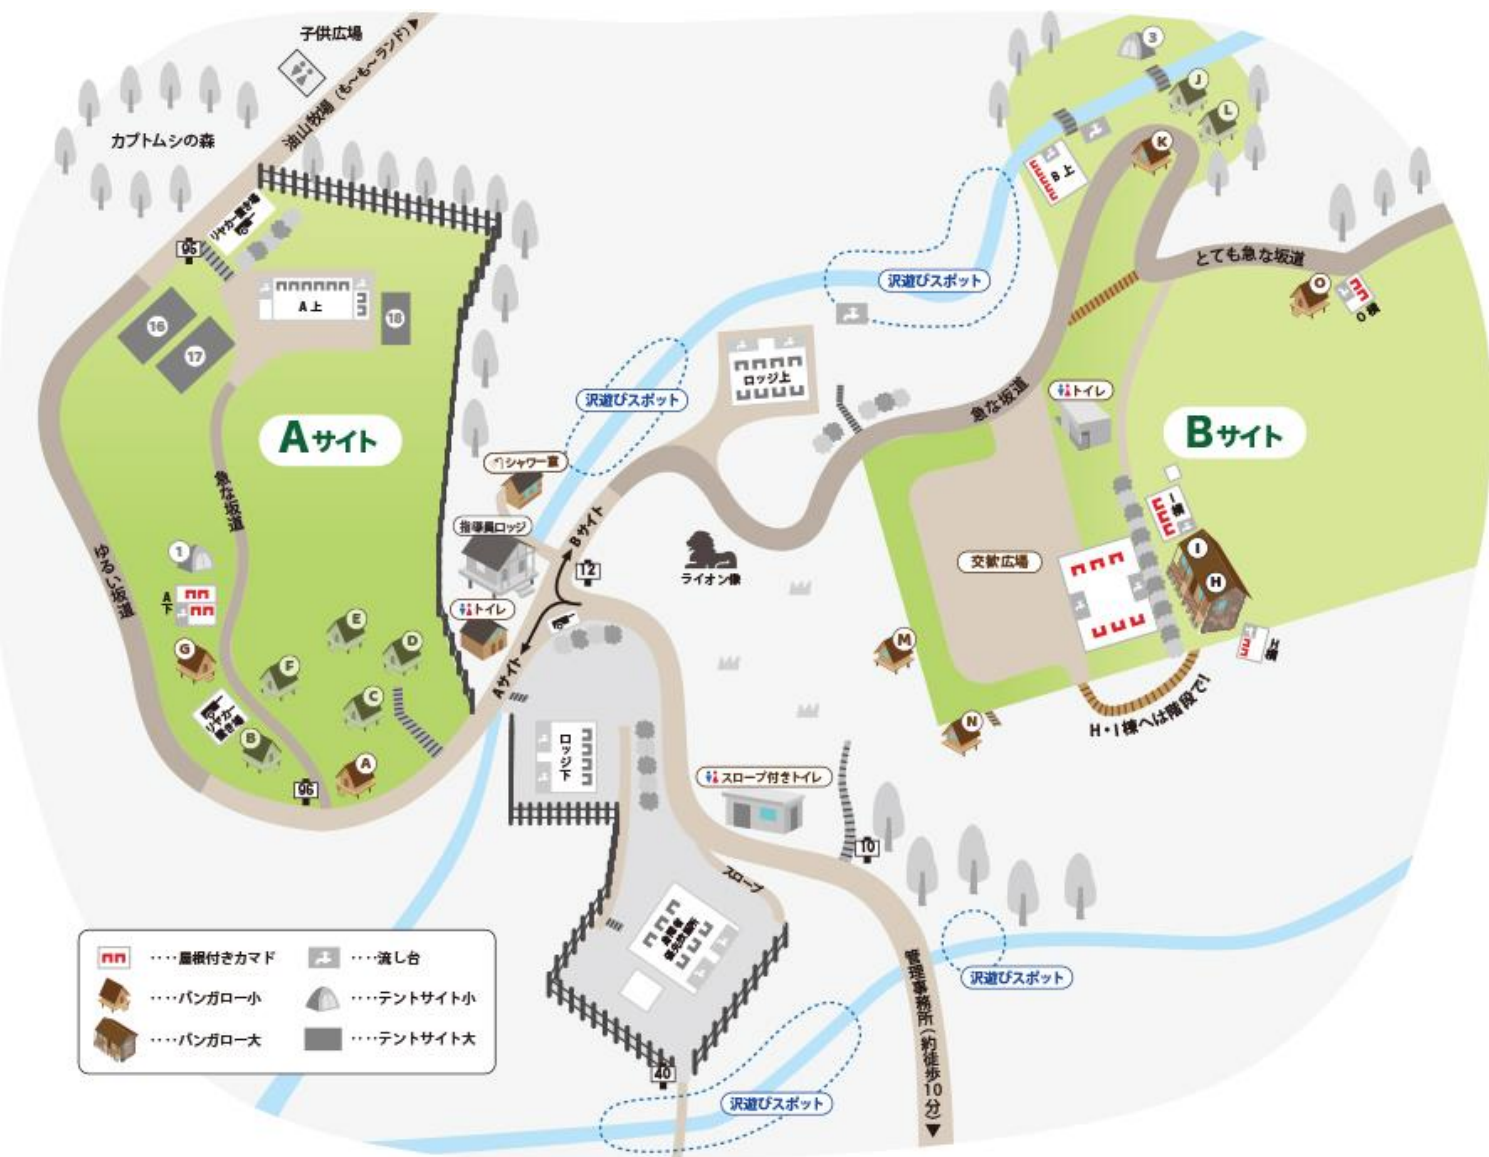 子供広場
油山牧場(も〜も〜ランド)▶
カブトムシの森
リヤカー置き場
95
A上
16
17
18
Aサイト
急な坂道
ゆるい坂道
1
A下
G
F
E
D
C
B
A
リヤカー
置き場
96
シャワー室
指導員ロッジ
トイレ
Bサイト
Aサイト
12
沢遊びスポット
沢遊びスポット
ロッジ上
ライオン像
ロッジ下
スロープ付きトイレ
スロープ
10
40
管理事務所(約徒歩10分)▶
沢遊びスポット
沢遊びスポット
3
J
L
K
B上
とても急な坂道
O
O棟
急な坂道
トイレ
Bサイト
交歓広場
I棟
I
H
H棟
M
N
H・I棟へは階段で!
····屋根付きカマド
····流し台
····バンガロー小
····テントサイト小
····バンガロー大
····テントサイト大